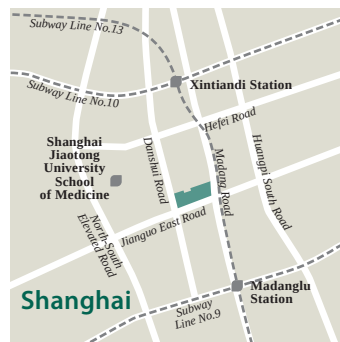 Subway Line No.13
Xintiandi Station
Subway Line No.10
Hefei Road
Shanghai
Jiaotong
University
School
of Medicine
Danshui Road
Madang Road
Huangpi South Road
Jianguo East Road
North-South
Elevated Road
Madanglu
Station
Shanghai
Subway
Line No.9